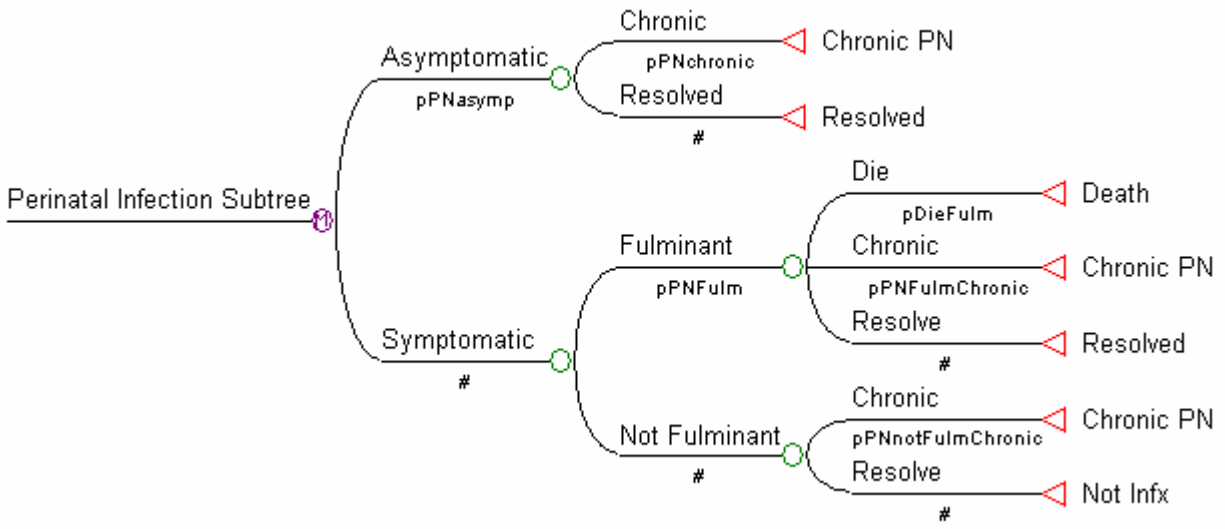 Chronic
Chronic PN
pPNchronic
Asymptomatic
pPNasymp
Resolved
Resolved
#
Perinatal Infection Subtree
M
Die
Death
pDieFulm
Fulminant
pPNFulm
Chronic
Chronic PN
pPNFulmChronic
Resolve
Resolved
#
Symptomatic
#
Chronic
Chronic PN
pPNnotFulmChronic
Not Fulminant
#
Resolve
Not Infx
#